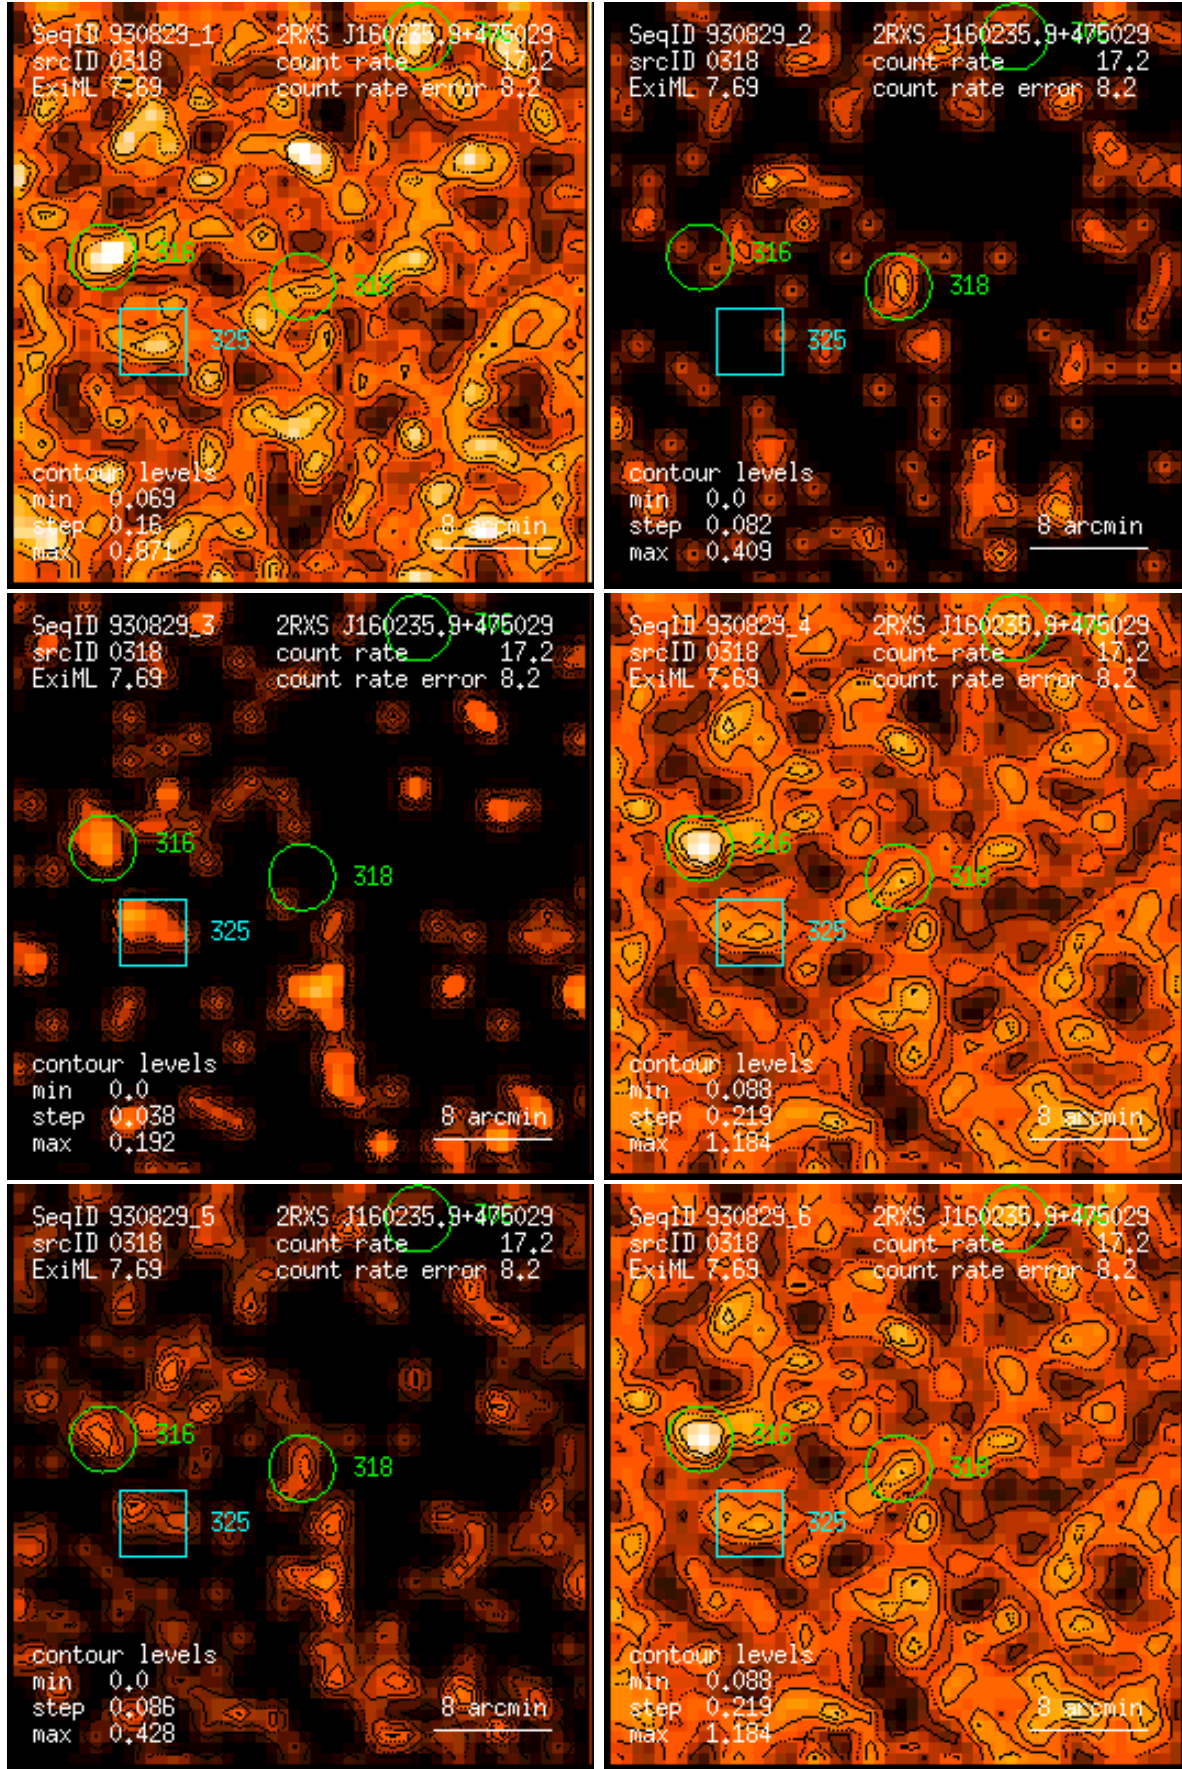 SeqID 930829_1 2RXS J160235.9+475029
srcID 0318 count rate 17.2
ExiML 7.69 count rate error 8.2
316
318
325
contour levels
min 0.069
step 0.16
max 0.871
8 arcmin
SeqID 930829_2 2RXS J160235.9+475029
srcID 0318 count rate 17.2
ExiML 7.69 count rate error 8.2
316
318
325
contour levels
min 0.0
step 0.082
max 0.409
8 arcmin
SeqID 930829_3 2RXS J160235.9+475029
srcID 0318 count rate 17.2
ExiML 7.69 count rate error 8.2
316
318
325
contour levels
min 0.0
step 0.038
max 0.192
8 arcmin
SeqID 930829_4 2RXS J160235.9+475029
srcID 0318 count rate 17.2
ExiML 7.69 count rate error 8.2
316
318
325
contour levels
min 0.088
step 0.219
max 1.184
8 arcmin
SeqID 930829_5 2RXS J160235.9+475029
srcID 0318 count rate 17.2
ExiML 7.69 count rate error 8.2
316
318
325
contour levels
min 0.0
step 0.086
max 0.428
8 arcmin
SeqID 930829_6 2RXS J160235.9+475029
srcID 0318 count rate 17.2
ExiML 7.69 count rate error 8.2
316
318
325
contour levels
min 0.088
step 0.219
max 1.184
8 arcmin